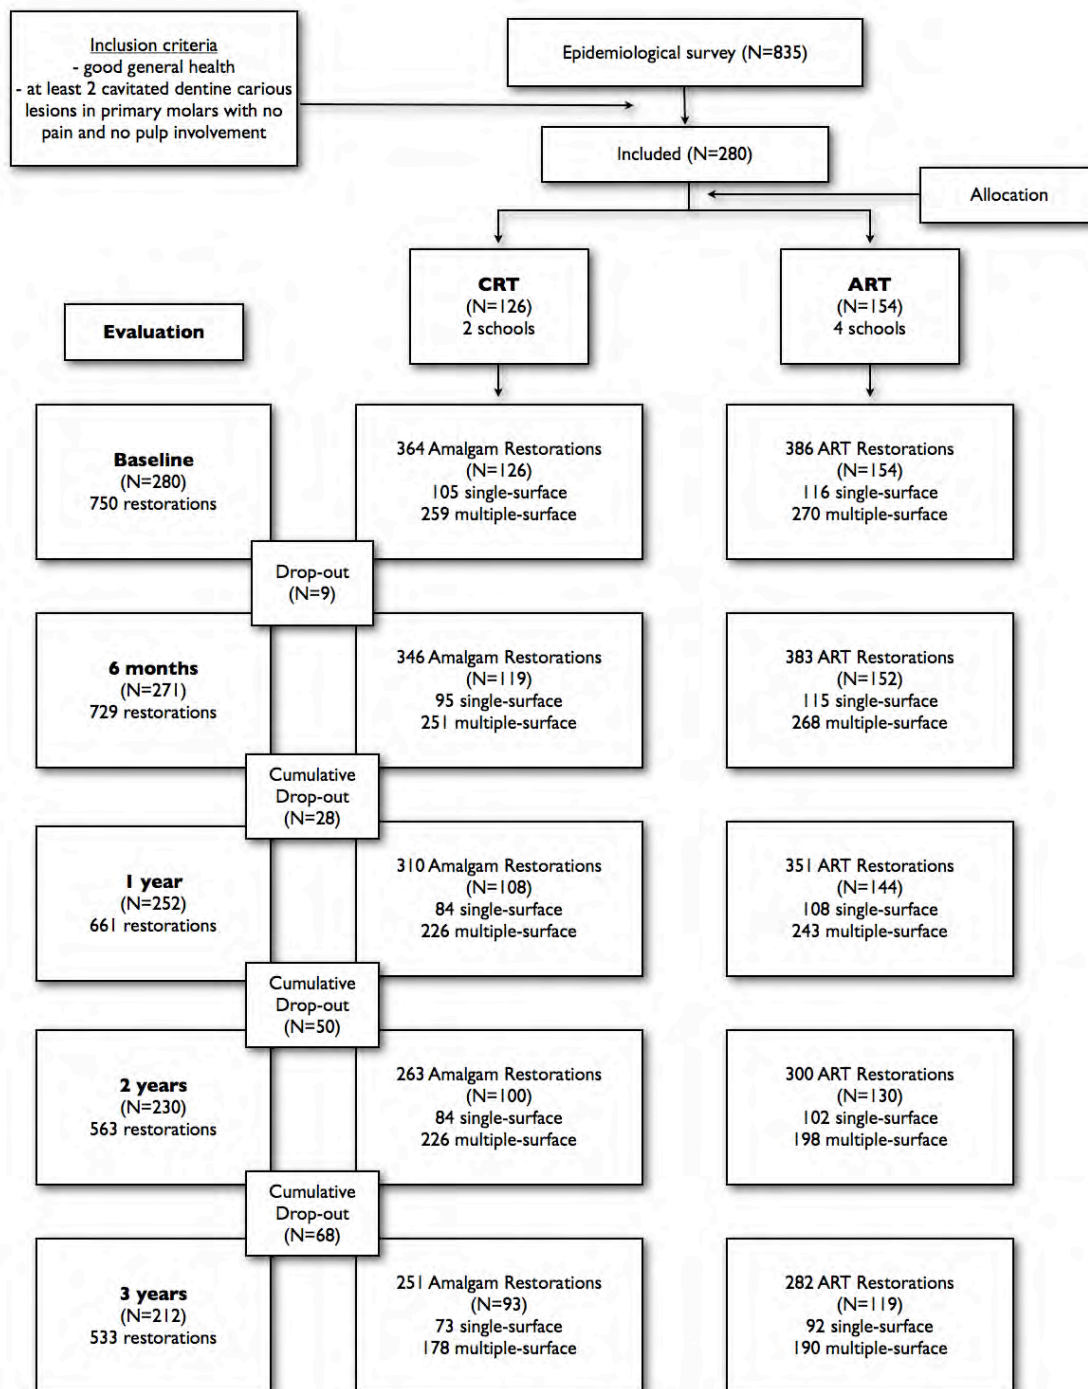 Inclusion criteria
- good general health
- at least 2 cavitated dentine carious
lesions in primary molars with no
pain and no pulp involvement
Epidemiological survey (N=835)
Included (N=280)
Allocation
CRT
(N=126)
2 schools
ART
(N=154)
4 schools
Evaluation
Baseline
(N=280)
750 restorations
364 Amalgam Restorations
(N=126)
105 single-surface
259 multiple-surface
386 ART Restorations
(N=154)
116 single-surface
270 multiple-surface
Drop-out
(N=9)
6 months
(N=271)
729 restorations
346 Amalgam Restorations
(N=119)
95 single-surface
251 multiple-surface
383 ART Restorations
(N=152)
115 single-surface
268 multiple-surface
Cumulative
Drop-out
(N=28)
1 year
(N=252)
661 restorations
310 Amalgam Restorations
(N=108)
84 single-surface
226 multiple-surface
351 ART Restorations
(N=144)
108 single-surface
243 multiple-surface
Cumulative
Drop-out
(N=50)
2 years
(N=230)
563 restorations
263 Amalgam Restorations
(N=100)
84 single-surface
226 multiple-surface
300 ART Restorations
(N=130)
102 single-surface
198 multiple-surface
Cumulative
Drop-out
(N=68)
3 years
(N=212)
533 restorations
251 Amalgam Restorations
(N=93)
73 single-surface
178 multiple-surface
282 ART Restorations
(N=119)
92 single-surface
190 multiple-surface